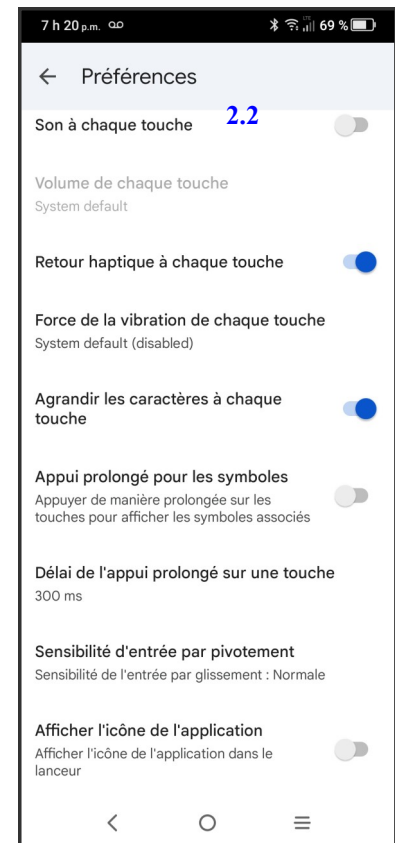 7 h 20 p.m. 69 %
Préférences
2.2
Son à chaque touche
Volume de chaque touche
System default
Retour haptique à chaque touche
Force de la vibration de chaque touche
System default (disabled)
Agrandir les caractères à chaque
touche
Appui prolongé pour les symboles
Appuyer de manière prolongée sur les
touches pour afficher les symboles associés
Délai de l'appui prolongé sur une touche
300 ms
Sensibilité d'entrée par pivotement
Sensibilité de l'entrée par glissement : Normale
Afficher l'icône de l'application
Afficher l'icône de l'application dans le
lanceur